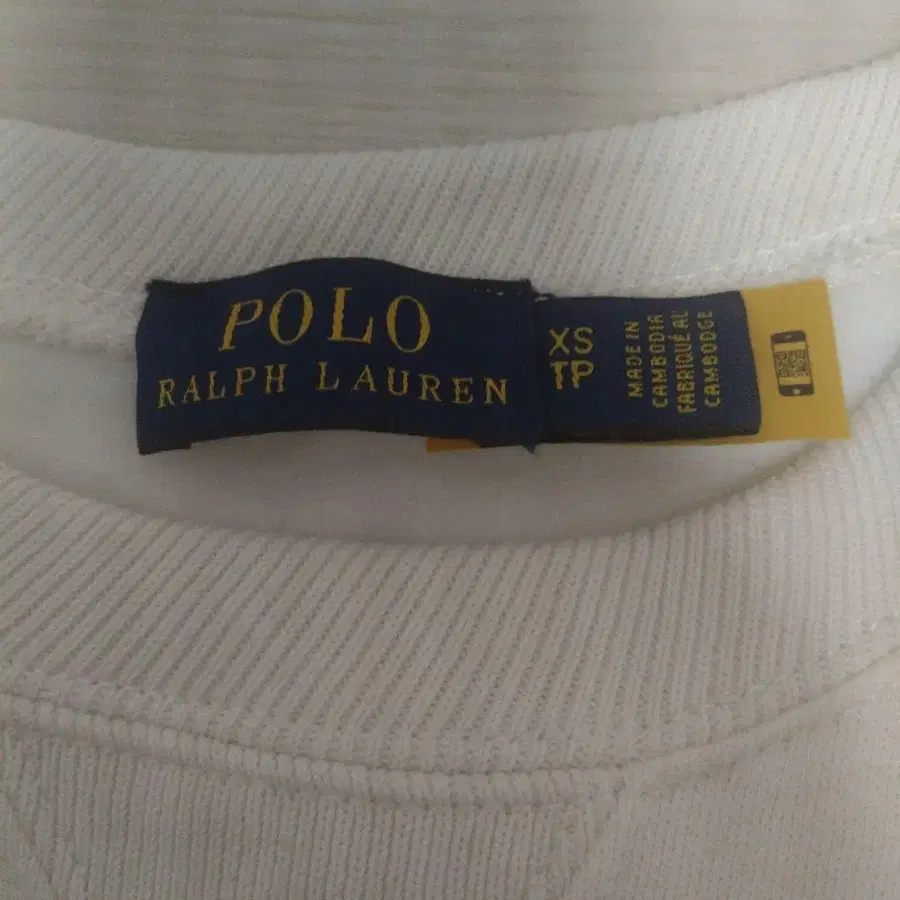 POLO
RALPH LAUREN
XS
TP
MADE IN
CAMBODIA
FABRIQUÉ AU
CAMBODGE